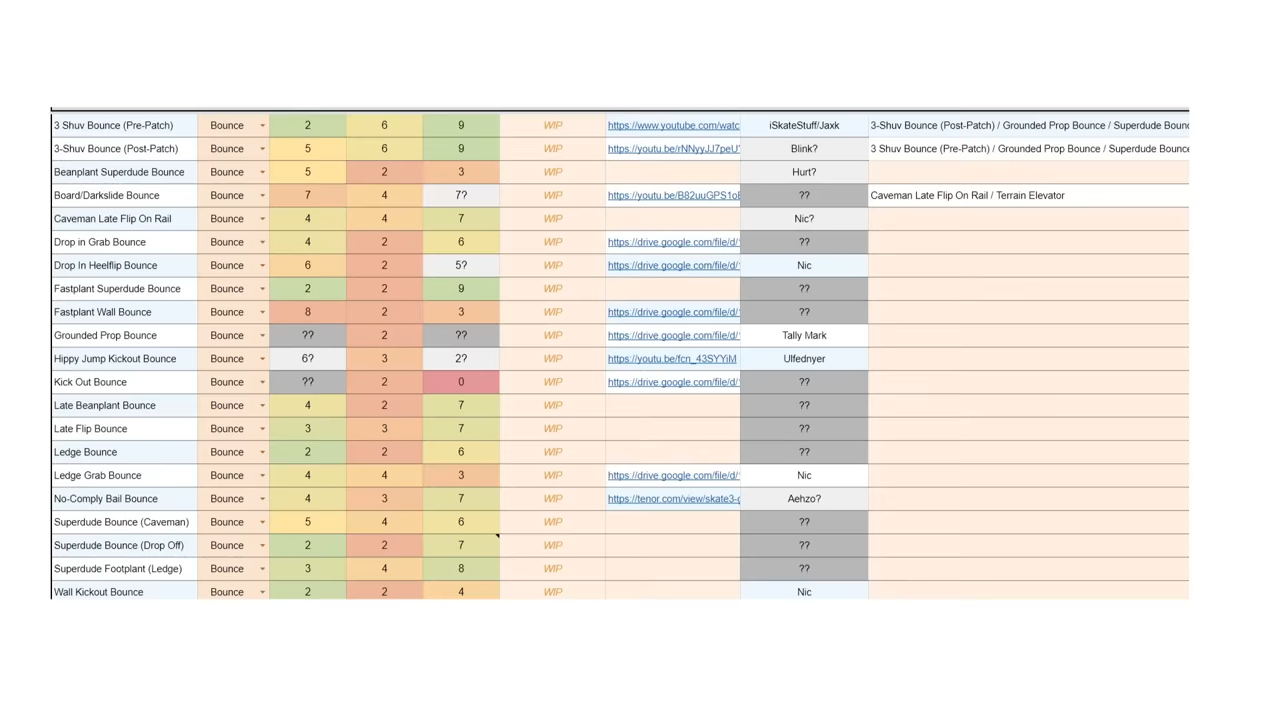 3 Shuv Bounce (Pre-Patch) Bounce 2 6 9 WIP https://www.youtube.com/watc iSkateStuff/Jaxk 3-Shuv Bounce (Post-Patch) / Grounded Prop Bounce / Superdude Bounc
3-Shuv Bounce (Post-Patch) Bounce 5 6 9 WIP https://youtu.be/rNNyyJJ7peU Blink? 3 Shuv Bounce (Pre-Patch) / Grounded Prop Bounce / Superdude Bounce
Beanplant Superdude Bounce Bounce 5 2 3 WIP Hurt?
Board/Darkslide Bounce Bounce 7 4 7? WIP https://youtu.be/B82uuGPS1o ?? Caveman Late Flip On Rail / Terrain Elevator
Caveman Late Flip On Rail Bounce 4 4 7 WIP Nic?
Drop in Grab Bounce Bounce 4 2 6 WIP https://drive.google.com/file/d/ ??
Drop In Heelflip Bounce Bounce 6 2 5? WIP https://drive.google.com/file/d/ Nic
Fastplant Superdude Bounce Bounce 2 2 9 WIP ??
Fastplant Wall Bounce Bounce 8 2 3 WIP https://drive.google.com/file/d/ ??
Grounded Prop Bounce Bounce ?? 2 ?? WIP https://drive.google.com/file/d/ Tally Mark
Hippy Jump Kickout Bounce Bounce 6? 3 2? WIP https://youtu.be/fcn_43SYYiM Ulfednyer
Kick Out Bounce Bounce ?? 2 0 WIP https://drive.google.com/file/d/ ??
Late Beanplant Bounce Bounce 4 2 7 WIP ??
Late Flip Bounce Bounce 3 3 7 WIP ??
Ledge Bounce Bounce 2 2 6 WIP ??
Ledge Grab Bounce Bounce 4 4 3 WIP https://drive.google.com/file/d/ Nic
No-Comply Bail Bounce Bounce 4 3 7 WIP https://tenor.com/view/skate3-g Aehzo?
Superdude Bounce (Caveman) Bounce 5 4 6 WIP ??
Superdude Bounce (Drop Off) Bounce 2 2 7 WIP ??
Superdude Footplant (Ledge) Bounce 3 4 8 WIP ??
Wall Kickout Bounce Bounce 2 2 4 WIP Nic